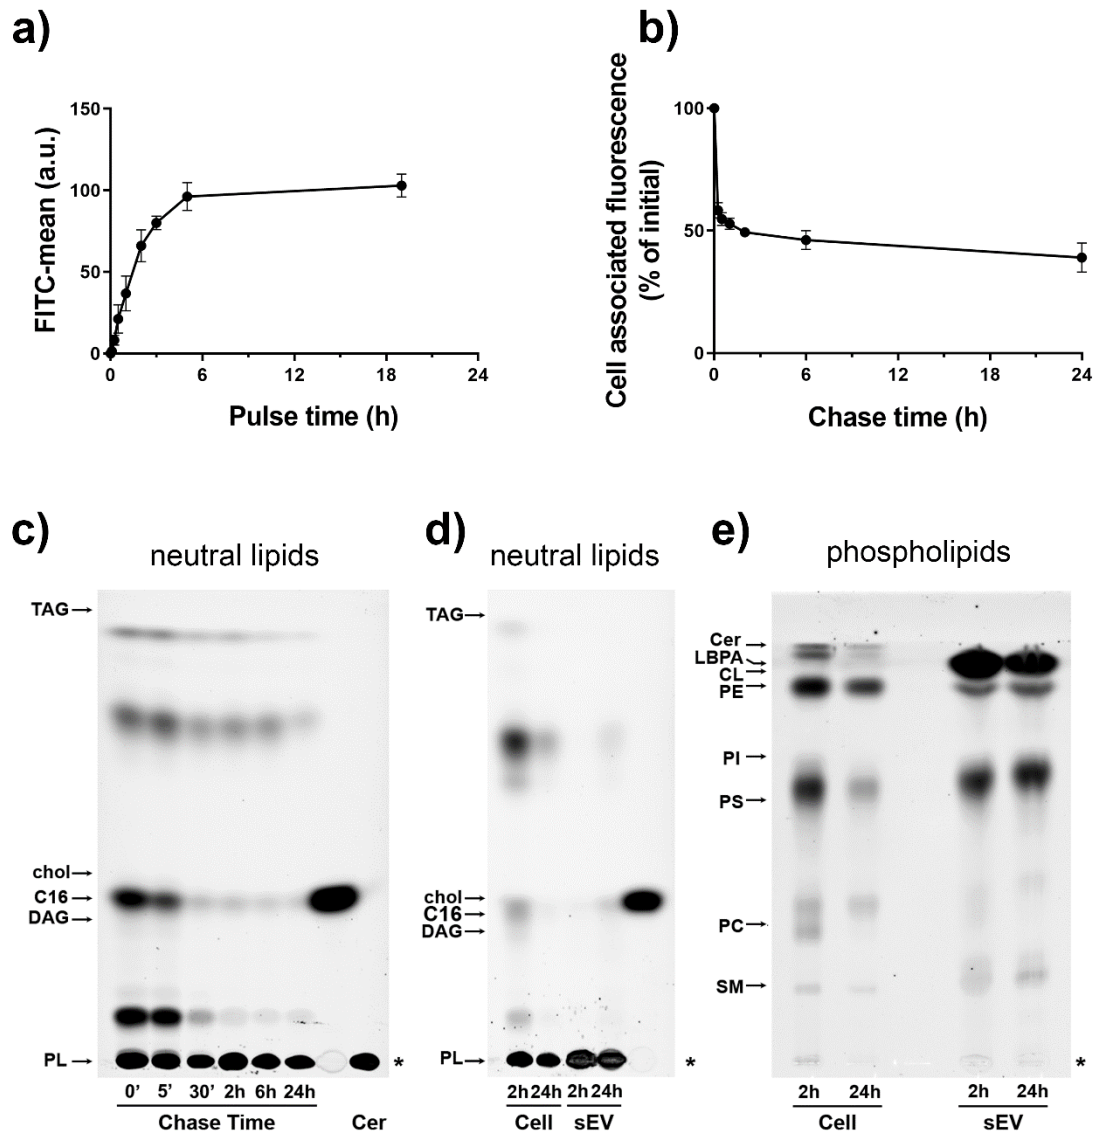 a)
FITC-mean (a.u.)
150
100
50
0
0 6 12 18 24
Pulse time (h)
b)
Cell associated fluorescence
(% of initial)
100
50
0
0 6 12 18 24
Chase time (h)
c)
neutral lipids
TAG
chol
C16
DAG
PL
*
0' 5' 30' 2h 6h 24h
Chase Time Cer
d)
neutral lipids
TAG
chol
C16
DAG
PL
*
2h 24h 2h 24h
Cell sEV
e)
phospholipids
Cer
LBPA
CL
PE
PI
PS
PC
SM
*
2h 24h 2h 24h
Cell sEV